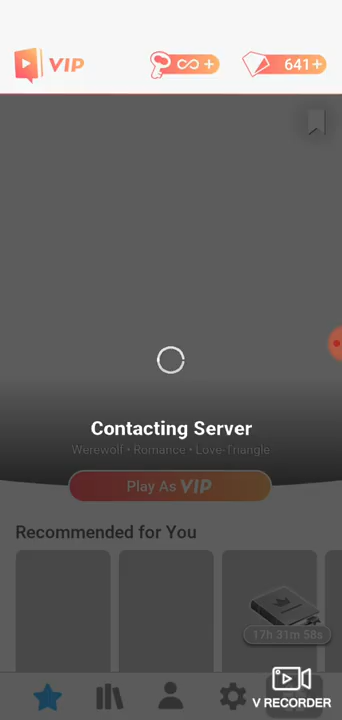 VIP
∞ +
641+
Contacting Server
Werewolf • Romance • Love-Triangle
Play As VIP
Recommended for You
17h 31m 58s
V RECORDER